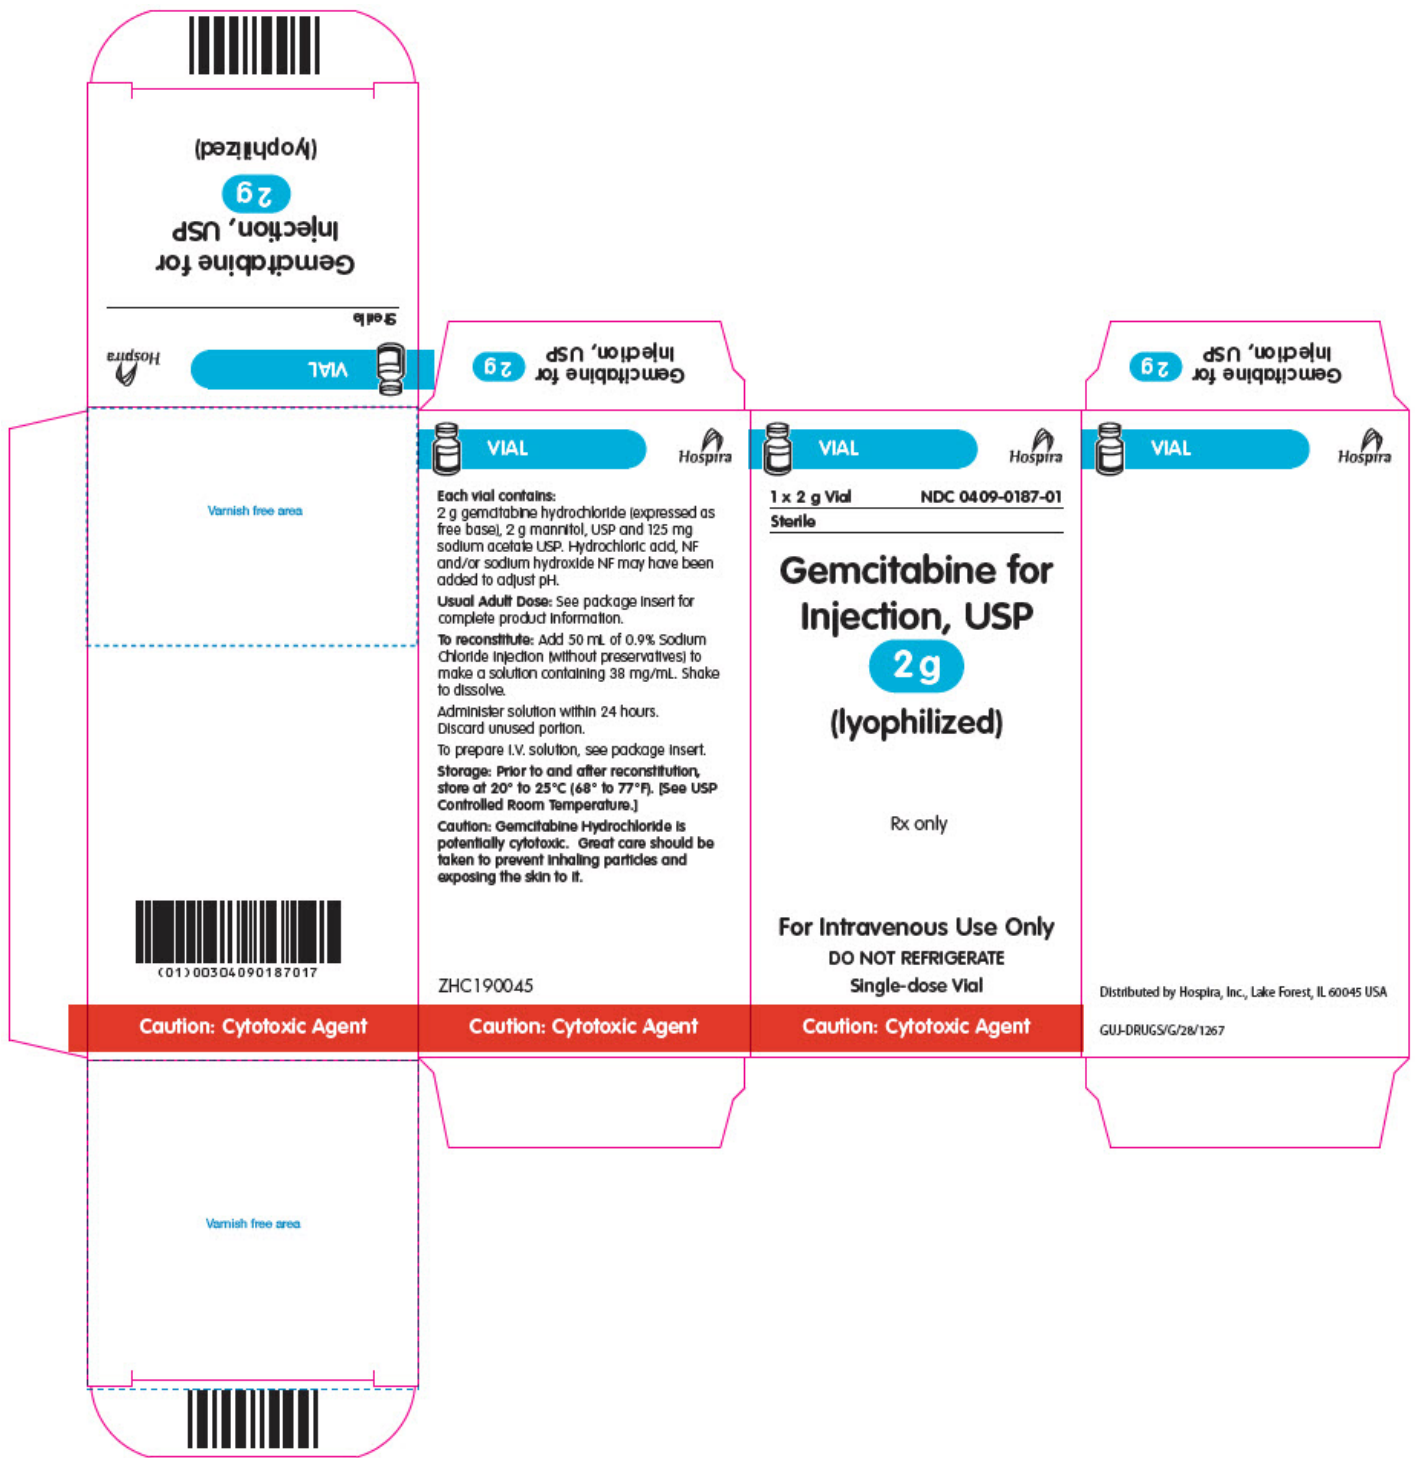 (lyophilized)
2 g
Injection, USP
Gemcitabine for
Sterile
Hospira
VIAL
Varnish free area
(01)00304090187017
Caution: Cytotoxic Agent
Varnish free area
Gemcitabine for
Injection, USP
2 g
VIAL
Hospira
Each vial contains:
2 g gemcitabine hydrochloride (expressed as
free base), 2 g mannitol, USP and 125 mg
sodium acetate USP. Hydrochloric acid, NF
and/or sodium hydroxide NF may have been
added to adjust pH.
Usual Adult Dose: See package insert for
complete product information.
To reconstitute: Add 50 mL of 0.9% Sodium
Chloride Injection (without preservatives) to
make a solution containing 38 mg/mL. Shake
to dissolve.
Administer solution within 24 hours.
Discard unused portion.
To prepare I.V. solution, see package insert.
Storage: Prior to and after reconstitution,
store at 20° to 25°C (68° to 77°F). [See USP
Controlled Room Temperature.]
Caution: Gemcitabine Hydrochloride is
potentially cytotoxic. Great care should be
taken to prevent inhaling particles and
exposing the skin to it.
ZHC190045
Caution: Cytotoxic Agent
VIAL
Hospira
1 x 2 g Vial NDC 0409-0187-01
Sterile
Gemcitabine for
Injection, USP
2 g
(lyophilized)
Rx only
For Intravenous Use Only
DO NOT REFRIGERATE
Single-dose Vial
Caution: Cytotoxic Agent
Gemcitabine for
Injection, USP
2 g
VIAL
Hospira
Distributed by Hospira, Inc., Lake Forest, IL 60045 USA
GUJ-DRUGS/G/28/1267